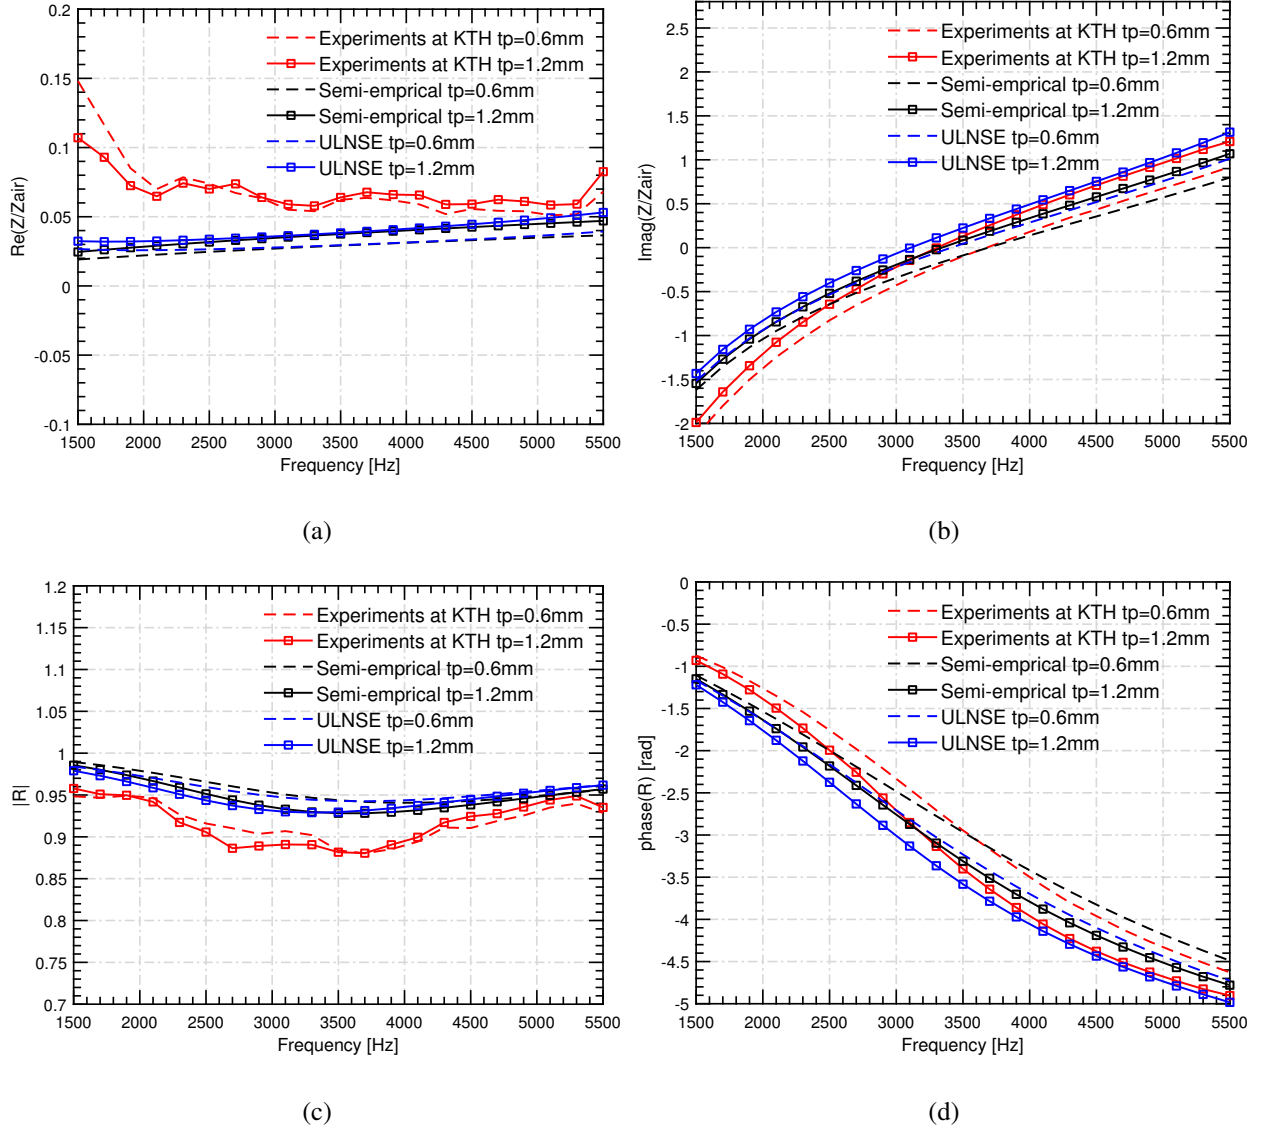 0.2
0.15
0.1
0.05
0
-0.05
-0.1
Re(Z/Zair)
Experiments at KTH tp=0.6mm
Experiments at KTH tp=1.2mm
Semi-emprical tp=0.6mm
Semi-emprical tp=1.2mm
ULNSE tp=0.6mm
ULNSE tp=1.2mm
1500 2000 2500 3000 3500 4000 4500 5000 5500
Frequency [Hz]
(a)
2.5
2
1.5
1
0.5
0
-0.5
-1
-1.5
-2
Imag(Z/Zair)
Experiments at KTH tp=0.6mm
Experiments at KTH tp=1.2mm
Semi-emprical tp=0.6mm
Semi-emprical tp=1.2mm
ULNSE tp=0.6mm
ULNSE tp=1.2mm
1500 2000 2500 3000 3500 4000 4500 5000 5500
Frequency [Hz]
(b)
1.2
1.15
1.1
1.05
1
0.95
0.9
0.85
0.8
0.75
0.7
|R|
Experiments at KTH tp=0.6mm
Experiments at KTH tp=1.2mm
Semi-emprical tp=0.6mm
Semi-emprical tp=1.2mm
ULNSE tp=0.6mm
ULNSE tp=1.2mm
1500 2000 2500 3000 3500 4000 4500 5000 5500
Frequency [Hz]
(c)
0
-0.5
-1
-1.5
-2
-2.5
-3
-3.5
-4
-4.5
-5
phase(R) [rad]
Experiments at KTH tp=0.6mm
Experiments at KTH tp=1.2mm
Semi-emprical tp=0.6mm
Semi-emprical tp=1.2mm
ULNSE tp=0.6mm
ULNSE tp=1.2mm
1500 2000 2500 3000 3500 4000 4500 5000 5500
Frequency [Hz]
(d)